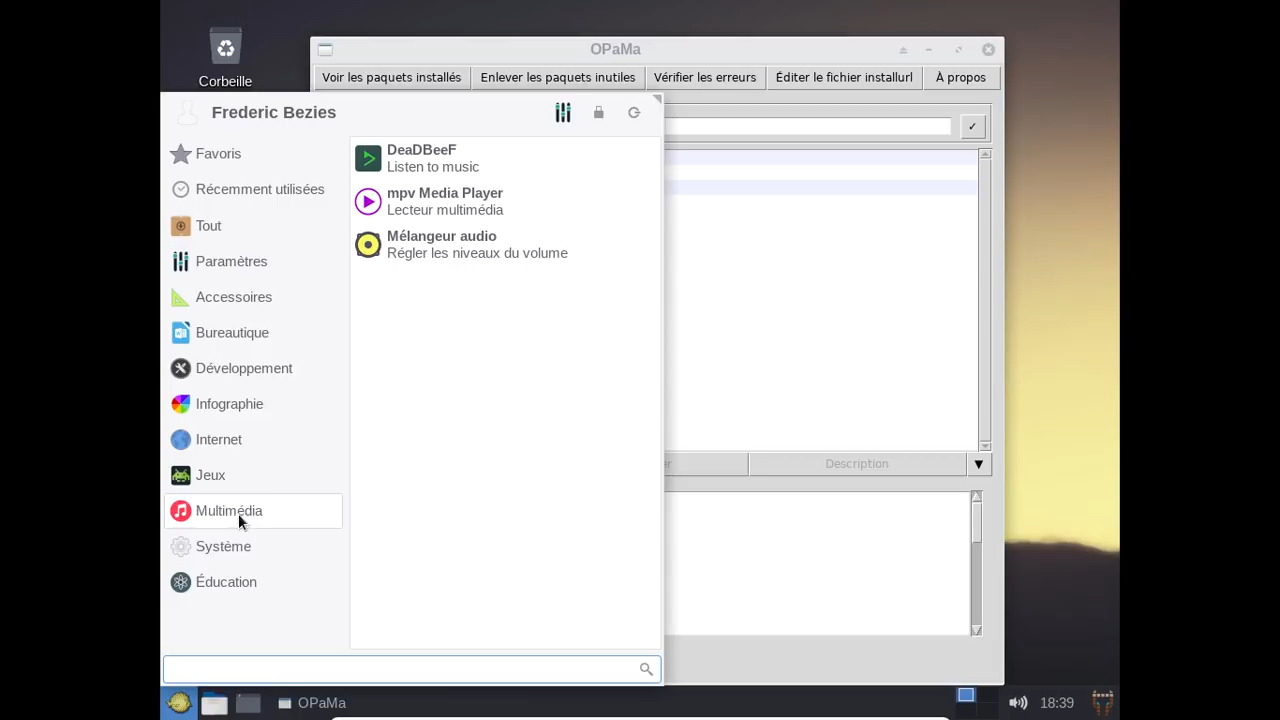 Corbeille
OPaMa
Voir les paquets installés
Enlever les paquets inutiles
Vérifier les erreurs
Éditer le fichier installurl
À propos
✓
Frederic Bezies
Favoris
Récemment utilisées
Tout
Paramètres
Accessoires
Bureautique
Développement
Infographie
Internet
Jeux
Multimédia
Système
Éducation
DeaDBeeF
Listen to music
mpv Media Player
Lecteur multimédia
Mélangeur audio
Régler les niveaux du volume
Description
▼
OPaMa
18:39